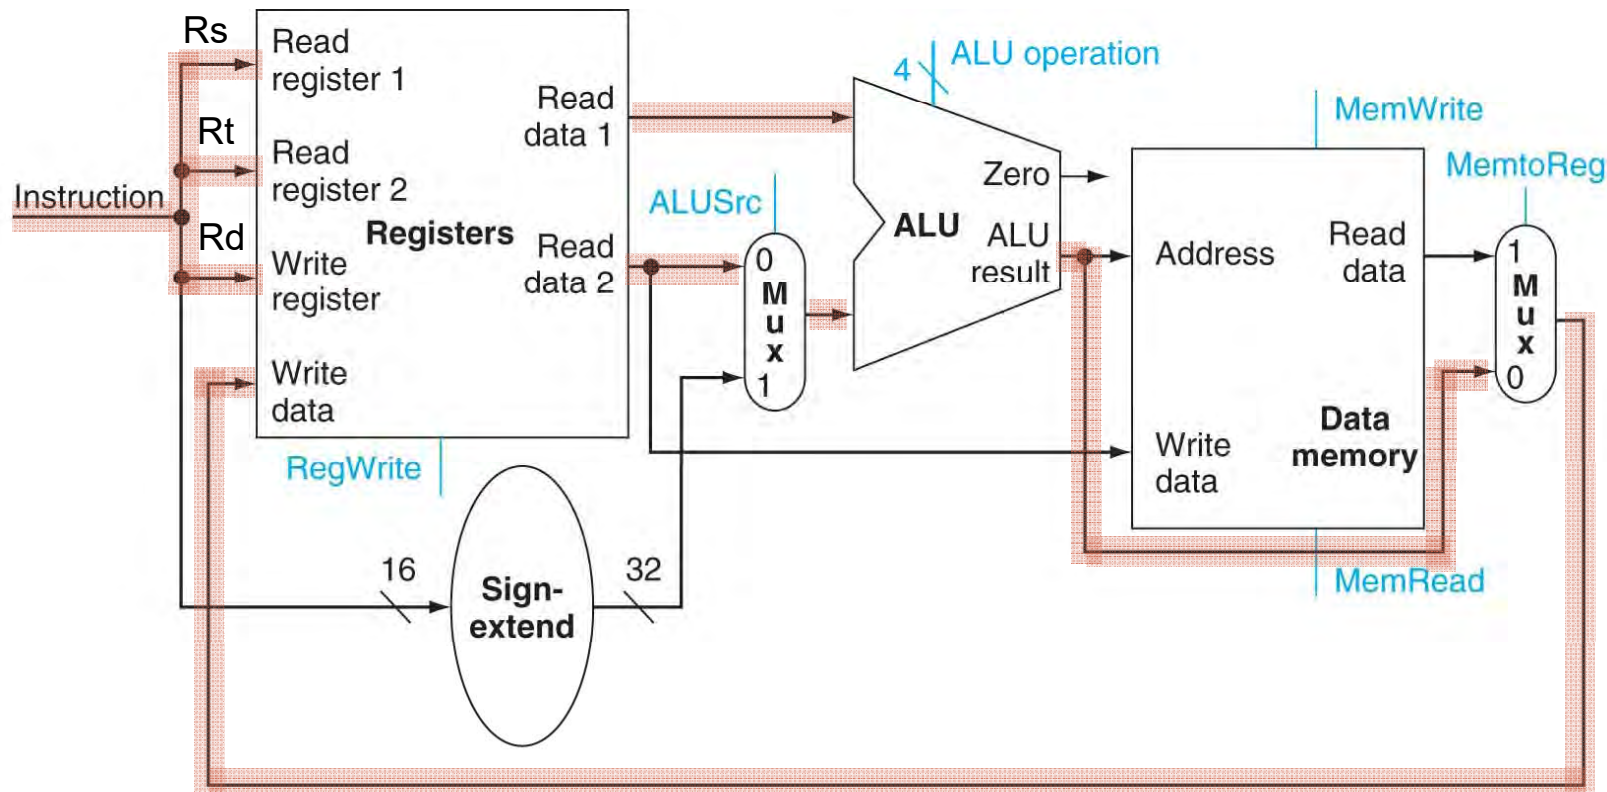 Rs
Read
register 1
Rt
Read
register 2
Instruction
Rd
Registers
Write
register
Write
data
Read
data 1
Read
data 2
RegWrite
16
Sign-
extend
32
ALUSrc
0
M
u
x
1
4
ALU operation
Zero
ALU
ALU
result
MemWrite
Address
Read
data
Write
data
Data
memory
MemRead
MemtoReg
1
M
u
x
0